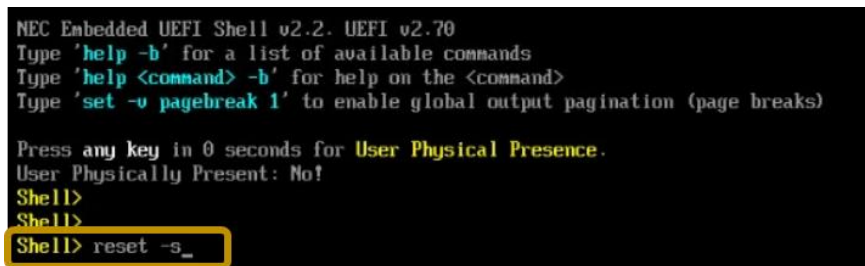 NEC Embedded UEFI Shell v2.2. UEFI v2.70
Type 'help -b' for a list of available commands
Type 'help <command> -b' for help on the <command>
Type 'set -v pagebreak 1' to enable global output pagination (page breaks)
Press any key in 0 seconds for User Physical Presence.
User Physically Present: No!
Shell>
Shell>
Shell> reset -s_